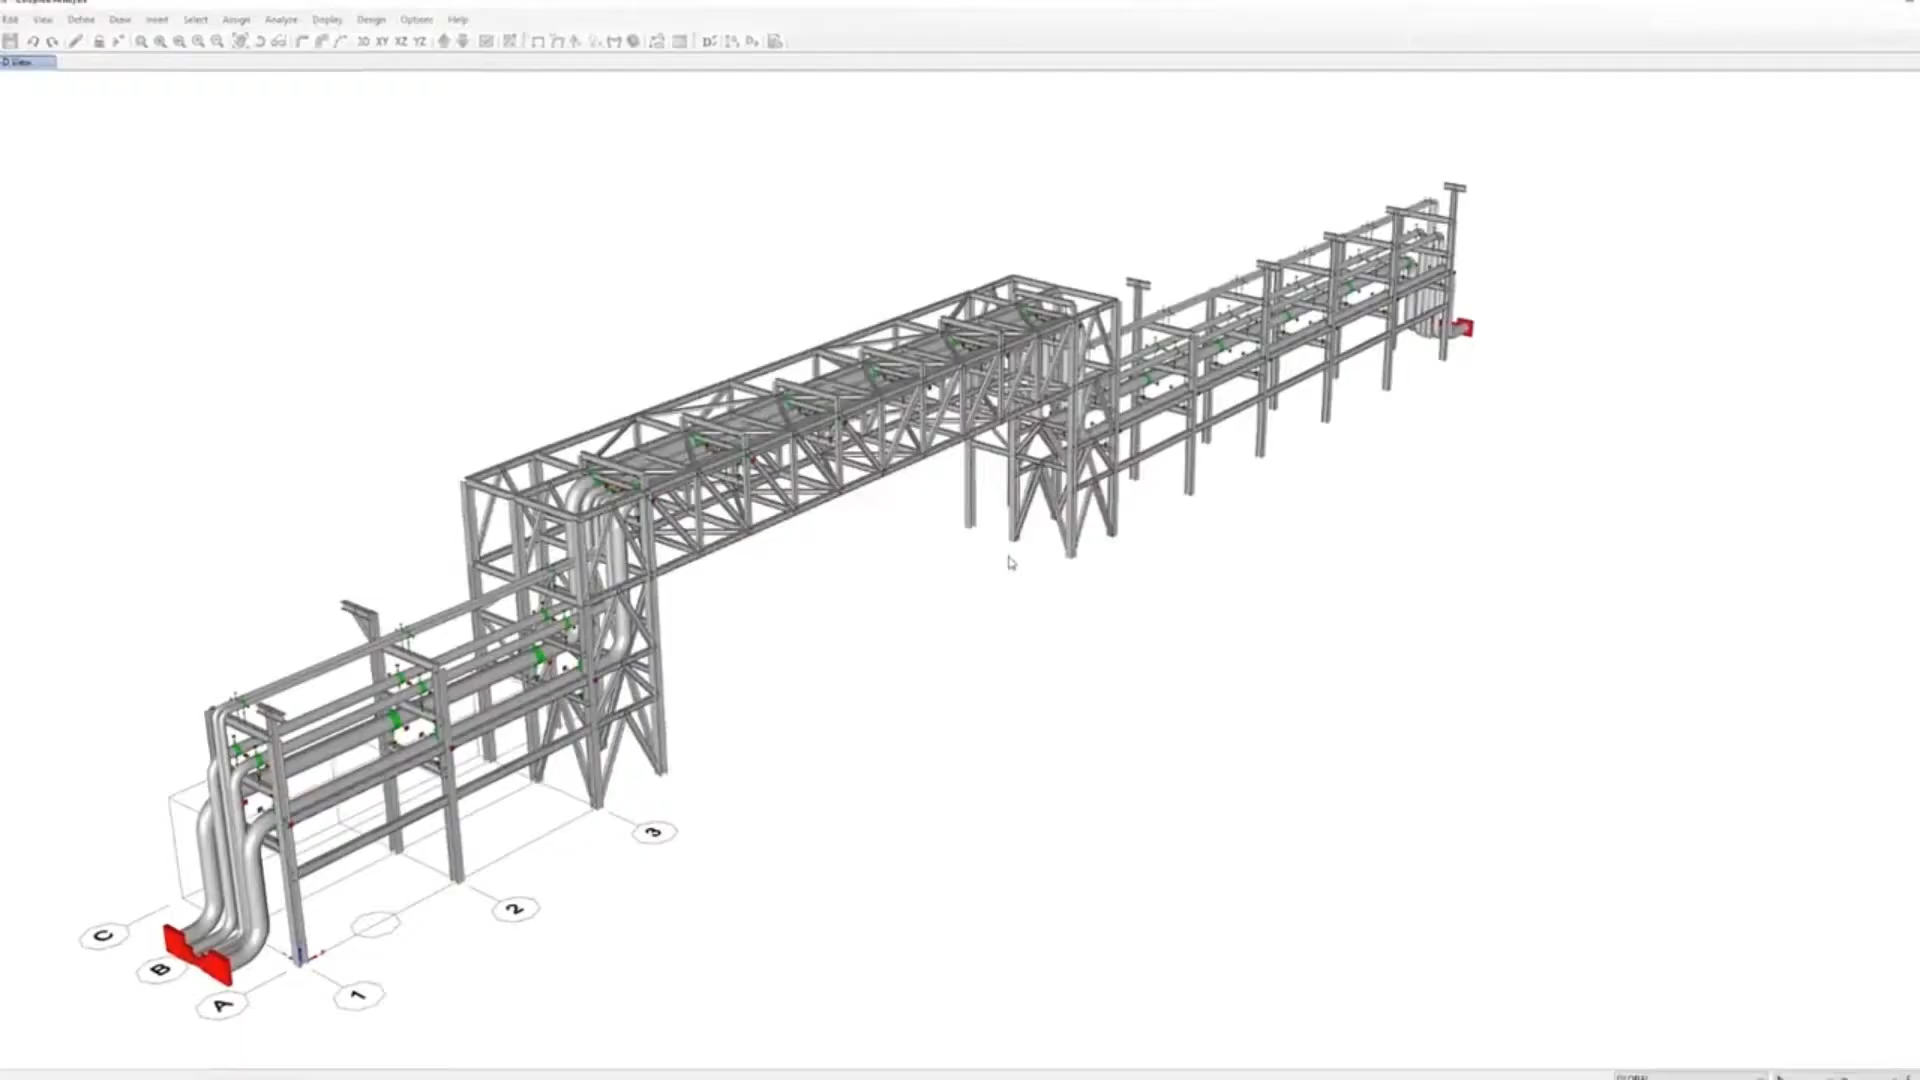 Edit View Define Draw Insert Select Assign Analyze Display Design Options Help
3D XY XZ YZ
3
2
C
B
A
1
GLOBAL